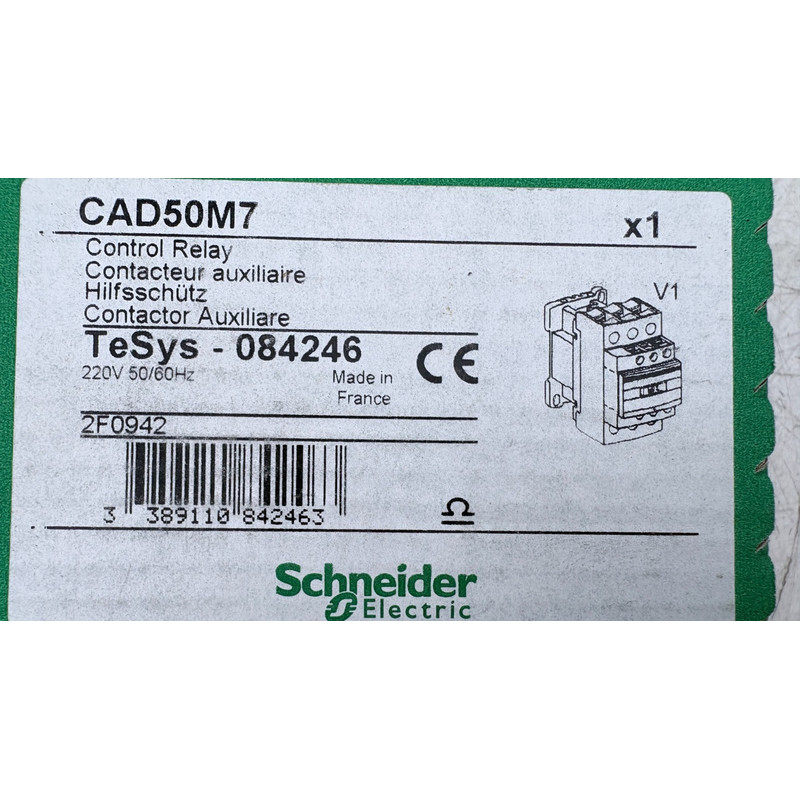 CAD50M7 x1
Control Relay
Contacteur auxiliaire
Hilfsschütz
Contactor Auxiliare
V1
TeSys - 084246 CE
220V 50/60Hz Made in
France
2F0942
3 389110 842463
Schneider
Electric